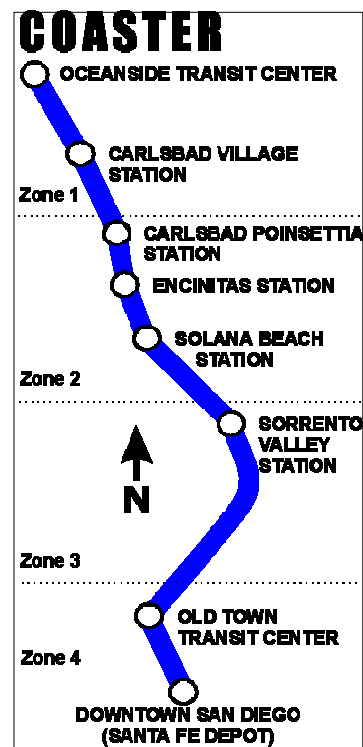 COASTER
OCEANSIDE TRANSIT CENTER
CARLSBAD VILLAGE
STATION
Zone 1
CARLSBAD POINSETTIA
STATION
ENCINITAS STATION
SOLANA BEACH
STATION
Zone 2
SORRENTO
VALLEY
STATION
N
Zone 3
OLD TOWN
TRANSIT CENTER
Zone 4
DOWNTOWN SAN DIEGO
(SANTA FE DEPOT)